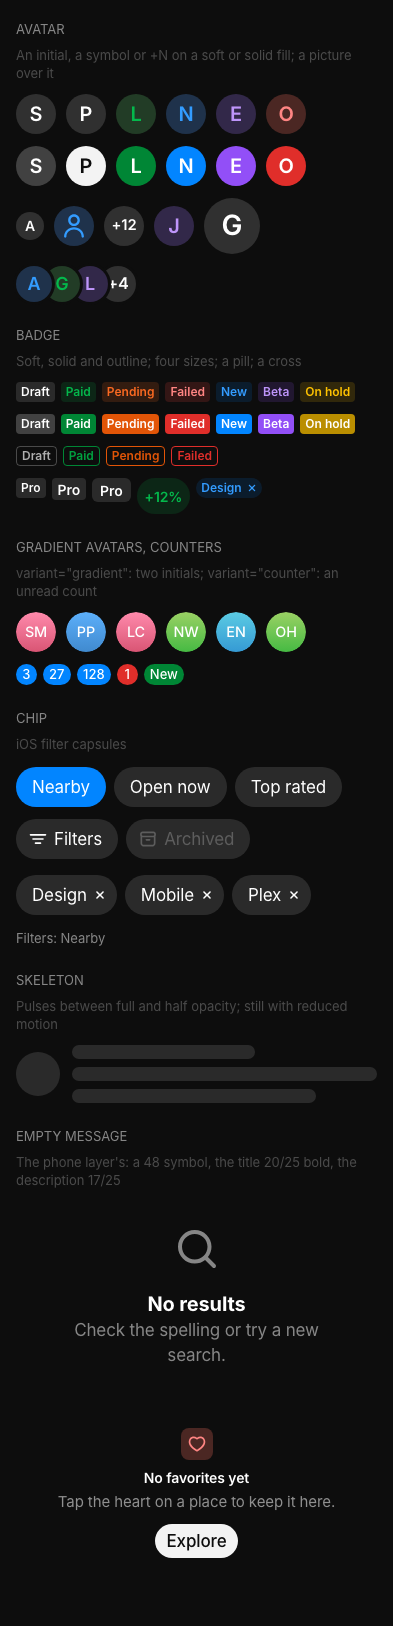 AVATAR
An initial, a symbol or +N on a soft or solid fill; a picture
over it
S P L N E O
S P L N E O
A +12 J G
A G L +4
BADGE
Soft, solid and outline; four sizes; a pill; a cross
Draft Paid Pending Failed New Beta On hold
Draft Paid Pending Failed New Beta On hold
Draft Paid Pending Failed
Pro Pro Pro +12% Design ×
GRADIENT AVATARS, COUNTERS
variant="gradient": two initials; variant="counter": an
unread count
SM PP LC NW EN OH
3 27 128 1 New
CHIP
iOS filter capsules
Nearby Open now Top rated
Filters Archived
Design × Mobile × Plex ×
Filters: Nearby
SKELETON
Pulses between full and half opacity; still with reduced
motion
EMPTY MESSAGE
The phone layer's: a 48 symbol, the title 20/25 bold, the
description 17/25
No results
Check the spelling or try a new
search.
No favorites yet
Tap the heart on a place to keep it here.
Explore